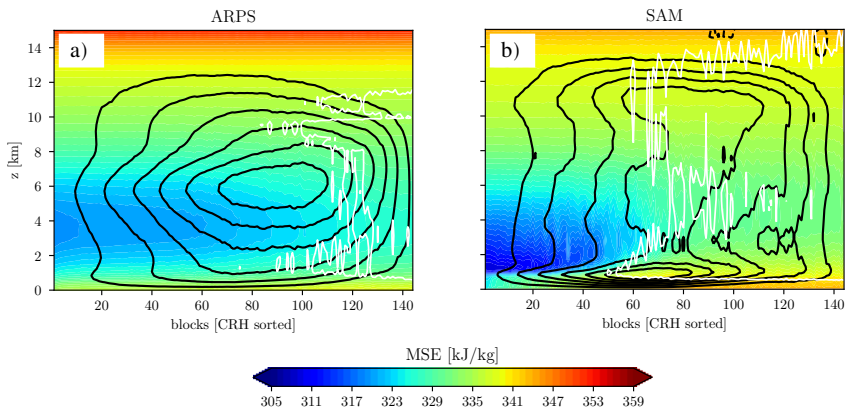 ARPS
SAM
a)
b)
14
12
10
8
6
4
2
0
z [km]
20 40 60 80 100 120 140
20 40 60 80 100 120 140
blocks [CRH sorted]
blocks [CRH sorted]
MSE [kJ/kg]
305 311 317 323 329 335 341 347 353 359